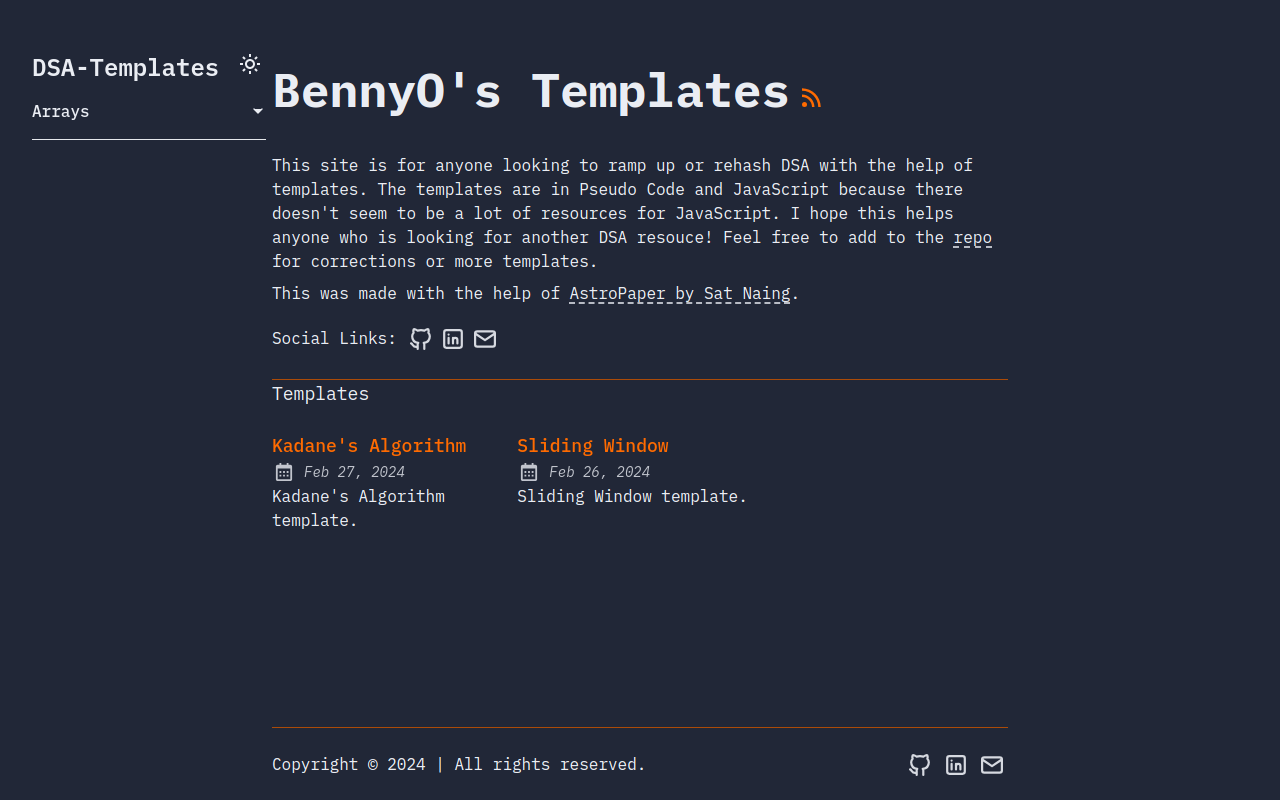 DSA-Templates
Arrays
BennyO's Templates
This site is for anyone looking to ramp up or rehash DSA with the help of
templates. The templates are in Pseudo Code and JavaScript because there
doesn't seem to be a lot of resources for JavaScript. I hope this helps
anyone who is looking for another DSA resouce! Feel free to add to the repo
for corrections or more templates.
This was made with the help of AstroPaper by Sat Naing.
Social Links:
Templates
Kadane's Algorithm
Feb 27, 2024
Kadane's Algorithm
template.
Sliding Window
Feb 26, 2024
Sliding Window template.
Copyright © 2024 | All rights reserved.